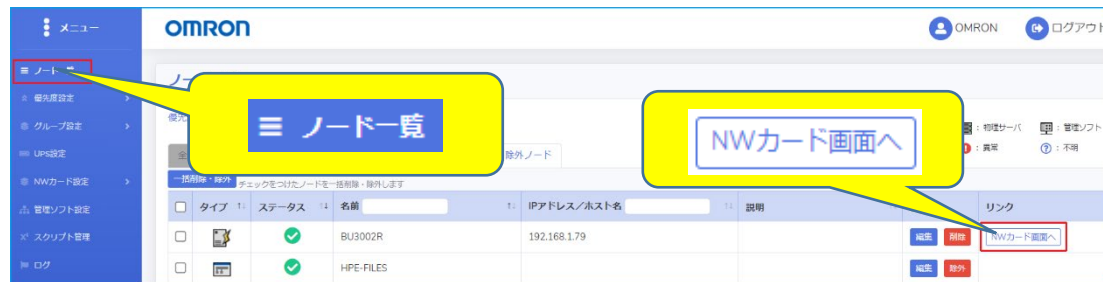 メニュー
OMRON
OMRON
ログアウト
ノード一覧
優先度設定
グループ設定
UPS設定
NWカード設定
管理ソフト設定
スクリプト管理
ログ
ノード一覧
NWカード画面へ
：物理サーバ
：管理ソフト
：異常
：不明
除外ノード
一括削除・除外 チェックをつけたノードを一括削除・除外します
タイプ ステータス 名前 IPアドレス／ホスト名 説明 リンク
BU3002R 192.168.1.79 編集 削除 NWカード画面へ
HPE-FILES 編集 除外